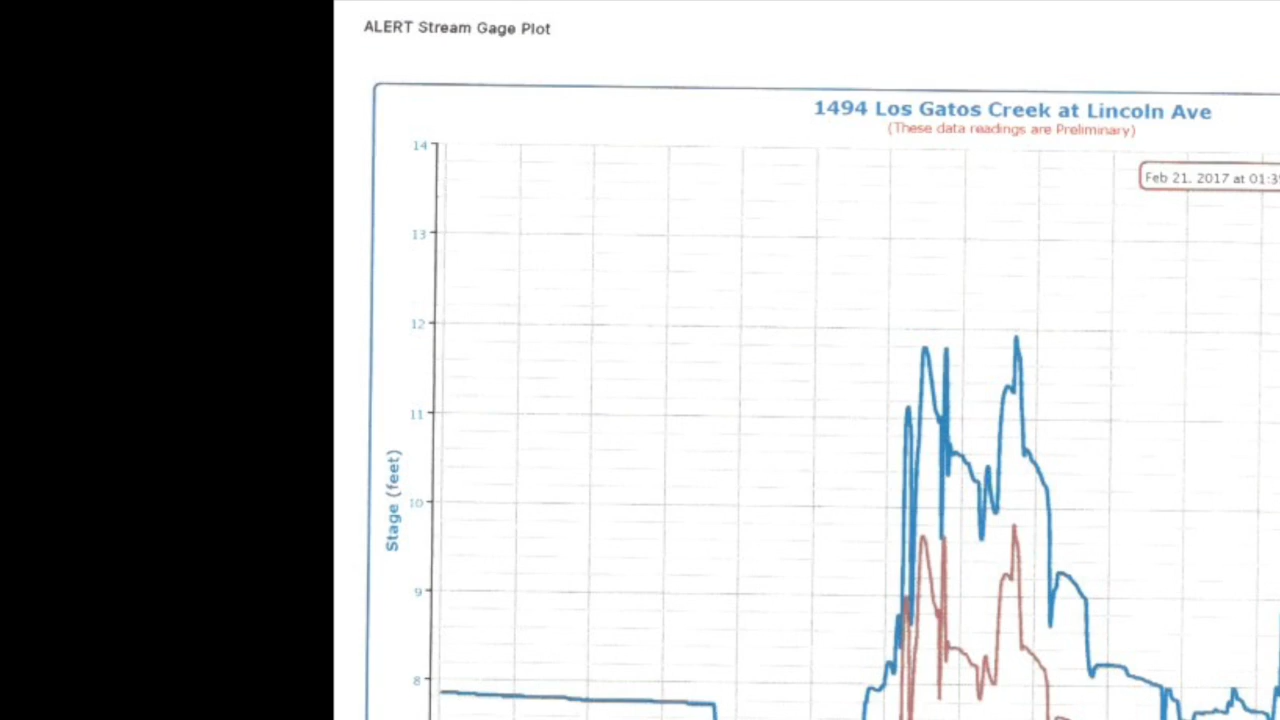 ALERT Stream Gage Plot
1494 Los Gatos Creek at Lincoln Ave
(These data readings are Preliminary)
Feb 21, 2017 at 01:3
14
13
12
11
10
9
8
Stage (feet)